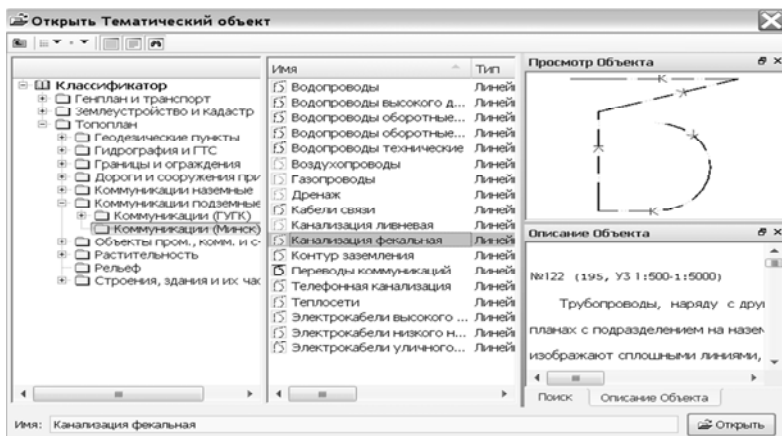 Открыть Тематический объект
Имя
Тип
Просмотр Объекта
Классификатор
Генплан и транспорт
Землеустройство и кадастр
Топоплан
Геодезические пункты
Гидрография и ГТС
Границы и ограждения
Дороги и сооружения при
Коммуникации наземные
Коммуникации подземные
Коммуникации (ГУГК)
Коммуникации (Минск)
Объекты пром., комм. и с-
Растительность
Рельеф
Строения, здания и их час
Водопроводы Линей
Водопроводы высокого д... Линей
Водопроводы оборотные... Линей
Водопроводы оборотные... Линей
Водопроводы технические Линей
Воздухопроводы Линей
Газопроводы Линей
Дренаж Линей
Кабели связи Линей
Канализация ливневая Линей
Канализация фекальная Линей
Контур заземления Линей
Переводы коммуникаций Линей
Телефонная канализация Линей
Теплосети Линей
Электрокабели высокого ... Линей
Электрокабели низкого н... Линей
Электрокабели уличного... Линей
К
К
К
К
К
Описание Объекта
№122 (195, УЗ 1:500-1:5000)
Трубопроводы, наряду с друг
планах с подразделением на назем
изображают сплошными линиями,
Поиск
Описание Объекта
Имя: Канализация фекальная
Открыть